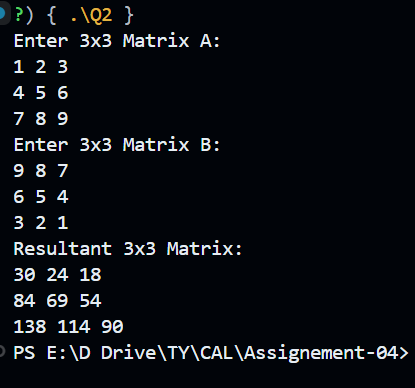 ?) { .\Q2 }
Enter 3x3 Matrix A:
1 2 3
4 5 6
7 8 9
Enter 3x3 Matrix B:
9 8 7
6 5 4
3 2 1
Resultant 3x3 Matrix:
30 24 18
84 69 54
138 114 90
PS E:\D Drive\TY\CAL\Assignement-04>